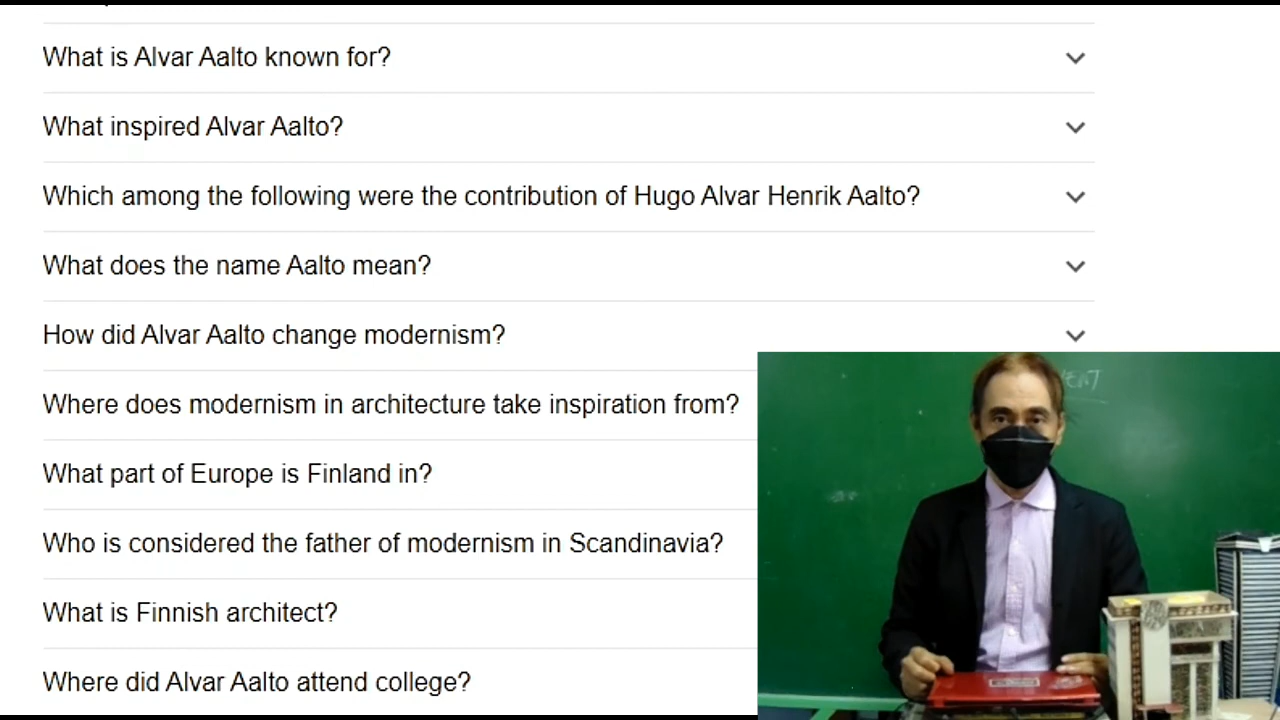 What is Alvar Aalto known for?
What inspired Alvar Aalto?
Which among the following were the contribution of Hugo Alvar Henrik Aalto?
What does the name Aalto mean?
How did Alvar Aalto change modernism?
Where does modernism in architecture take inspiration from?
What part of Europe is Finland in?
Who is considered the father of modernism in Scandinavia?
What is Finnish architect?
Where did Alvar Aalto attend college?